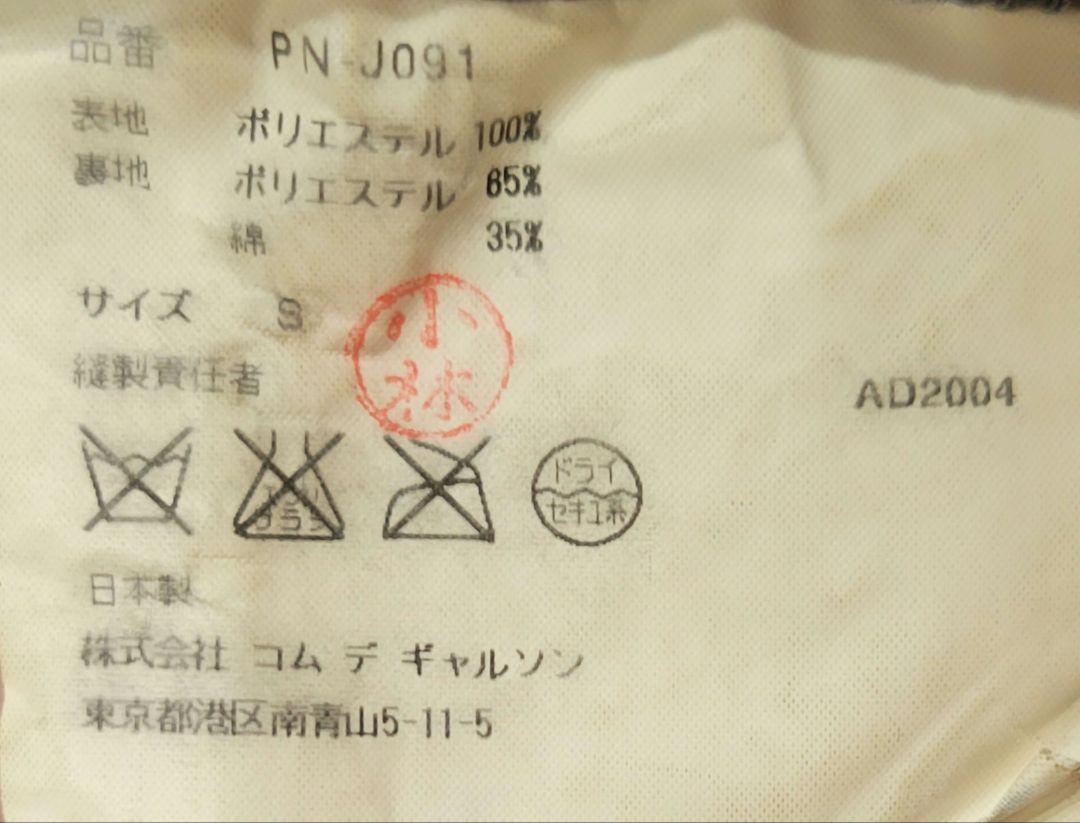 品番 PN-J091
表地 ポリエステル 100%
裏地 ポリエステル 65%
綿 35%
サイズ S
小林
縫製責任者
AD2004
ドライ
セキユ系
日本製
株式会社 コム デ ギャルソン
東京都港区南青山5-11-5